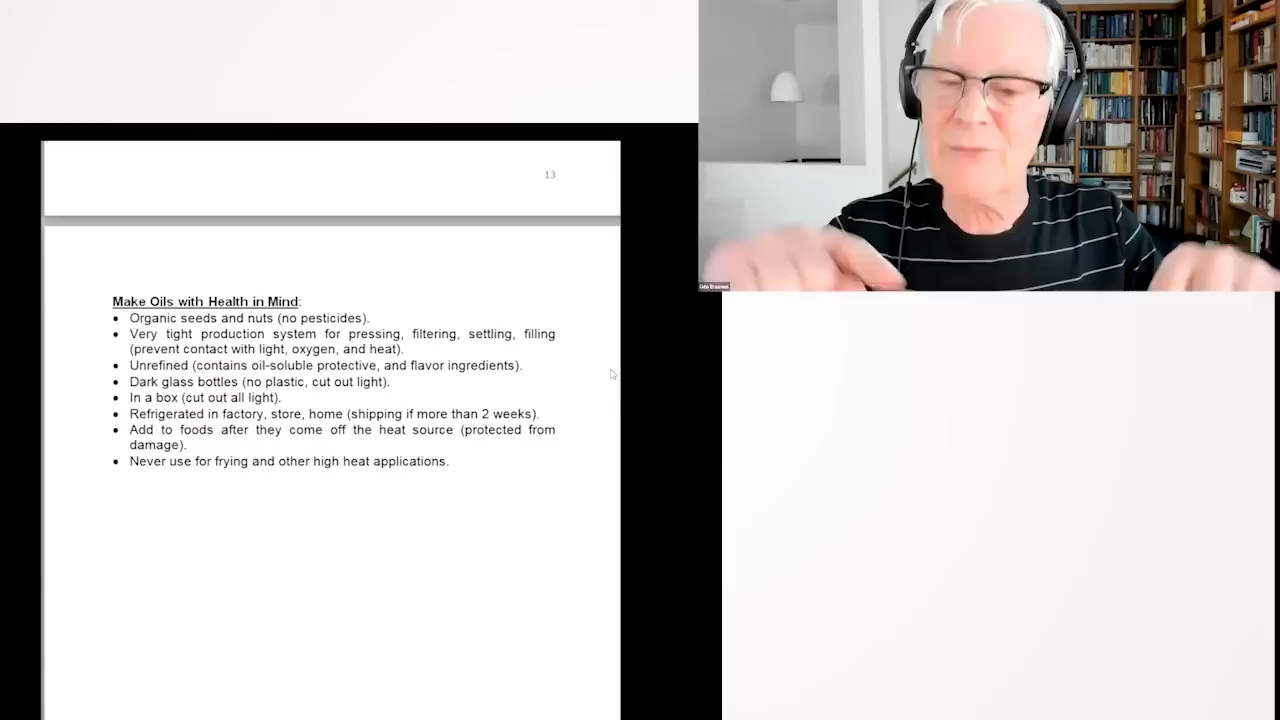 13
Make Oils with Health in Mind:
• Organic seeds and nuts (no pesticides).
• Very tight production system for pressing, filtering, settling, filling
(prevent contact with light, oxygen, and heat).
• Unrefined (contains oil-soluble protective, and flavor ingredients).
• Dark glass bottles (no plastic, cut out light).
• In a box (cut out all light).
• Refrigerated in factory, store, home (shipping if more than 2 weeks).
• Add to foods after they come off the heat source (protected from
damage).
• Never use for frying and other high heat applications.
Udo Erasmus